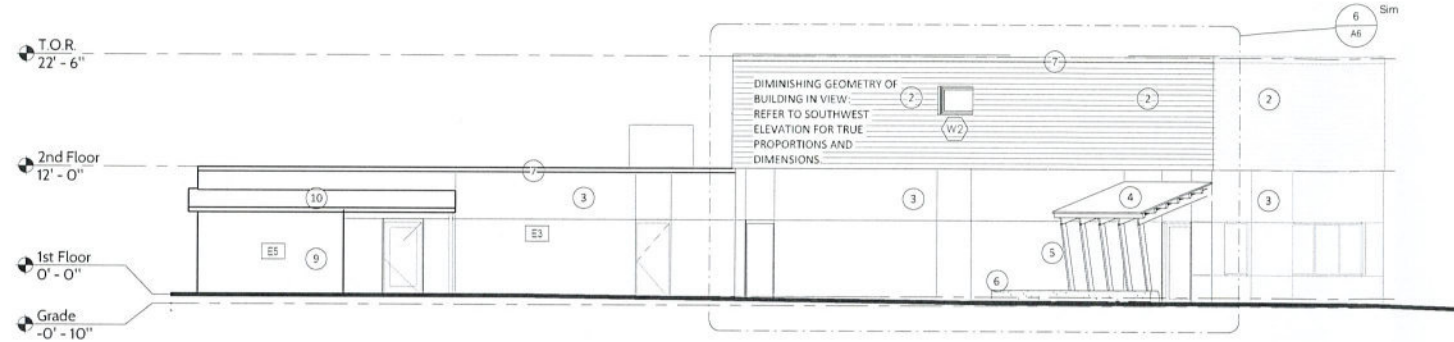 6
A6
Sim
T.O.R.
22' - 6"
7
DIMINISHING GEOMETRY OF
BUILDING IN VIEW:
REFER TO SOUTHWEST
ELEVATION FOR TRUE
PROPORTIONS AND
DIMENSIONS.
2
W2
2
2
2nd Floor
12' - 0"
7
10
3
3
4
3
E5
9
E3
5
6
1st Floor
0' - 0"
Grade
-0' - 10"